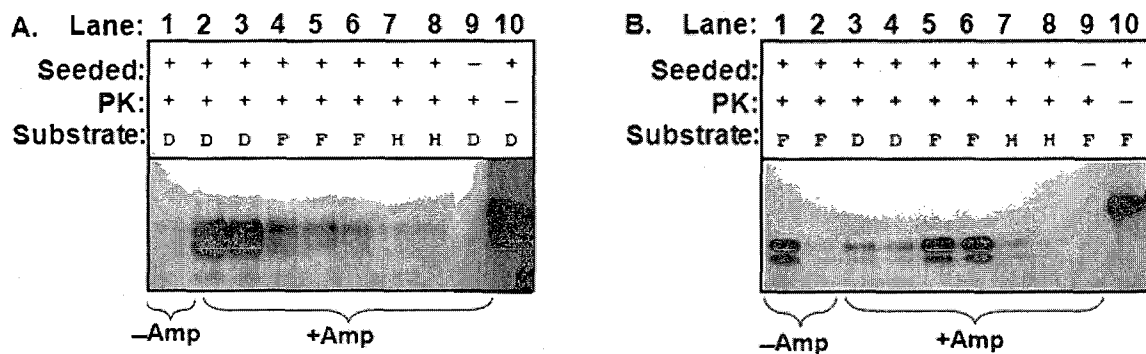 A. Lane: 1 2 3 4 5 6 7 8 9 10
Seeded: + + + + + + + + – +
PK: + + + + + + + + + –
Substrate: D D D F F F H H D D
–Amp +Amp
B. Lane: 1 2 3 4 5 6 7 8 9 10
Seeded: + + + + + + + + – +
PK: + + + + + + + + + –
Substrate: F F D D F F H H F F
–Amp +Amp